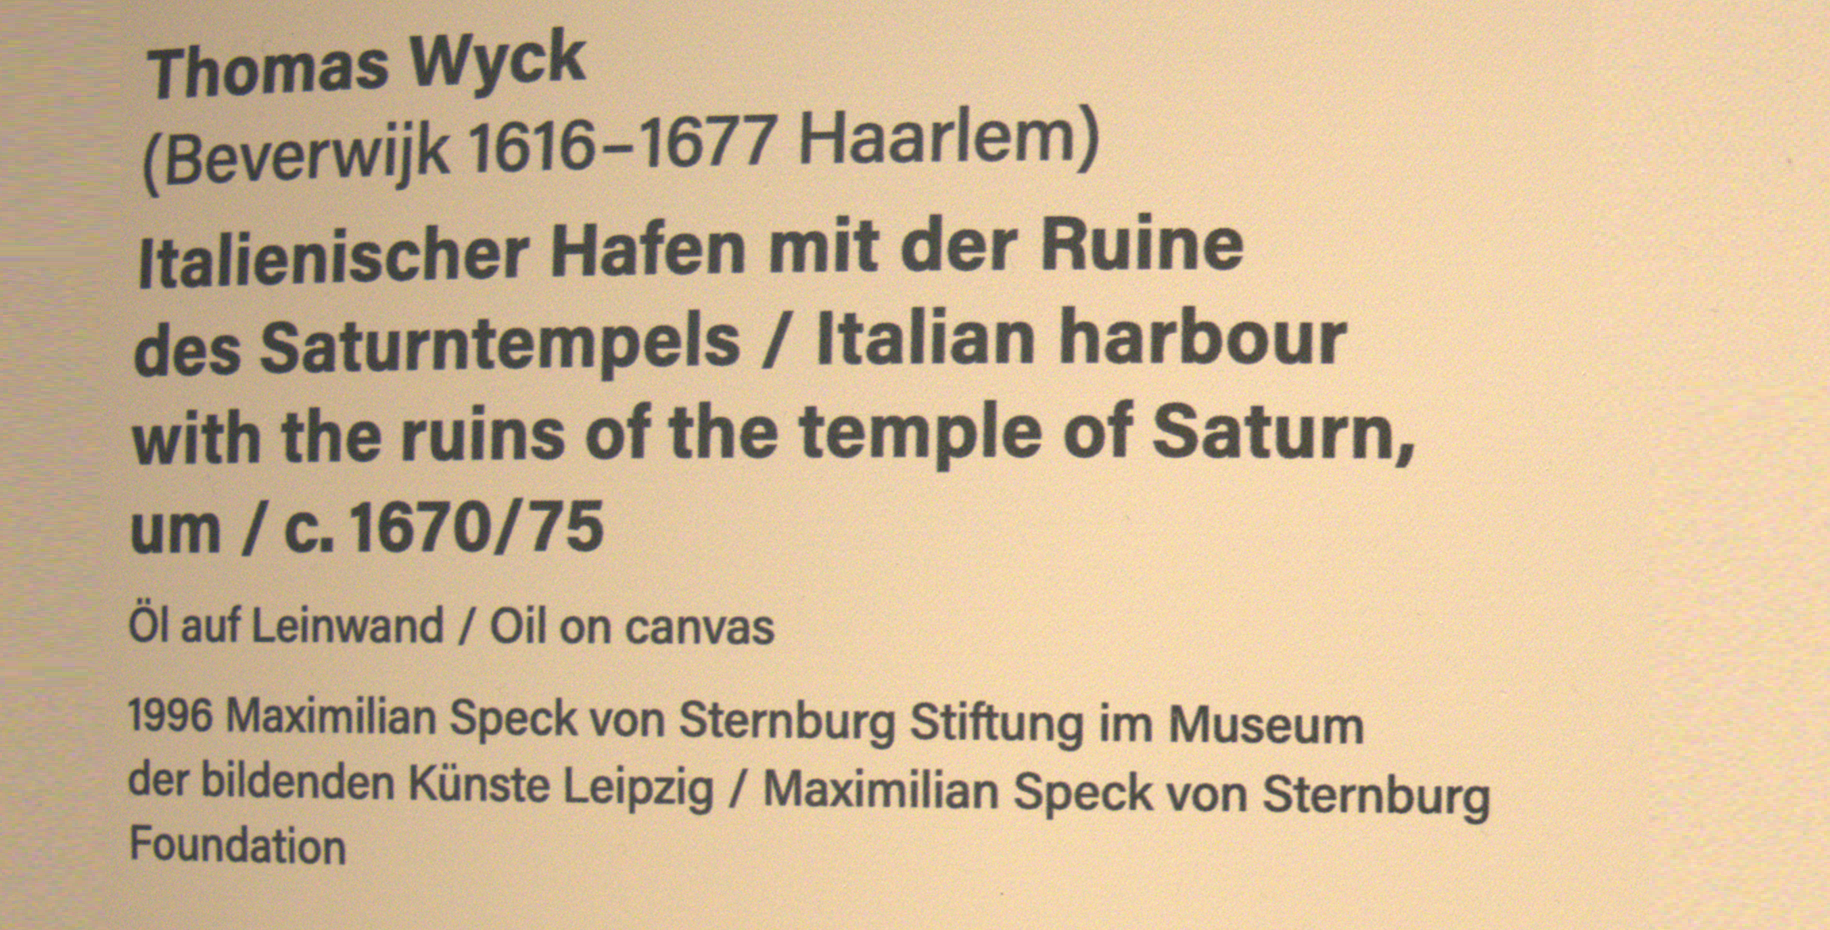 Thomas Wyck
(Beverwijk 1616–1677 Haarlem)
Italienischer Hafen mit der Ruine
des Saturntempels / Italian harbour
with the ruins of the temple of Saturn,
um / c. 1670/75
Öl auf Leinwand / Oil on canvas
1996 Maximilian Speck von Sternburg Stiftung im Museum
der bildenden Künste Leipzig / Maximilian Speck von Sternburg
Foundation